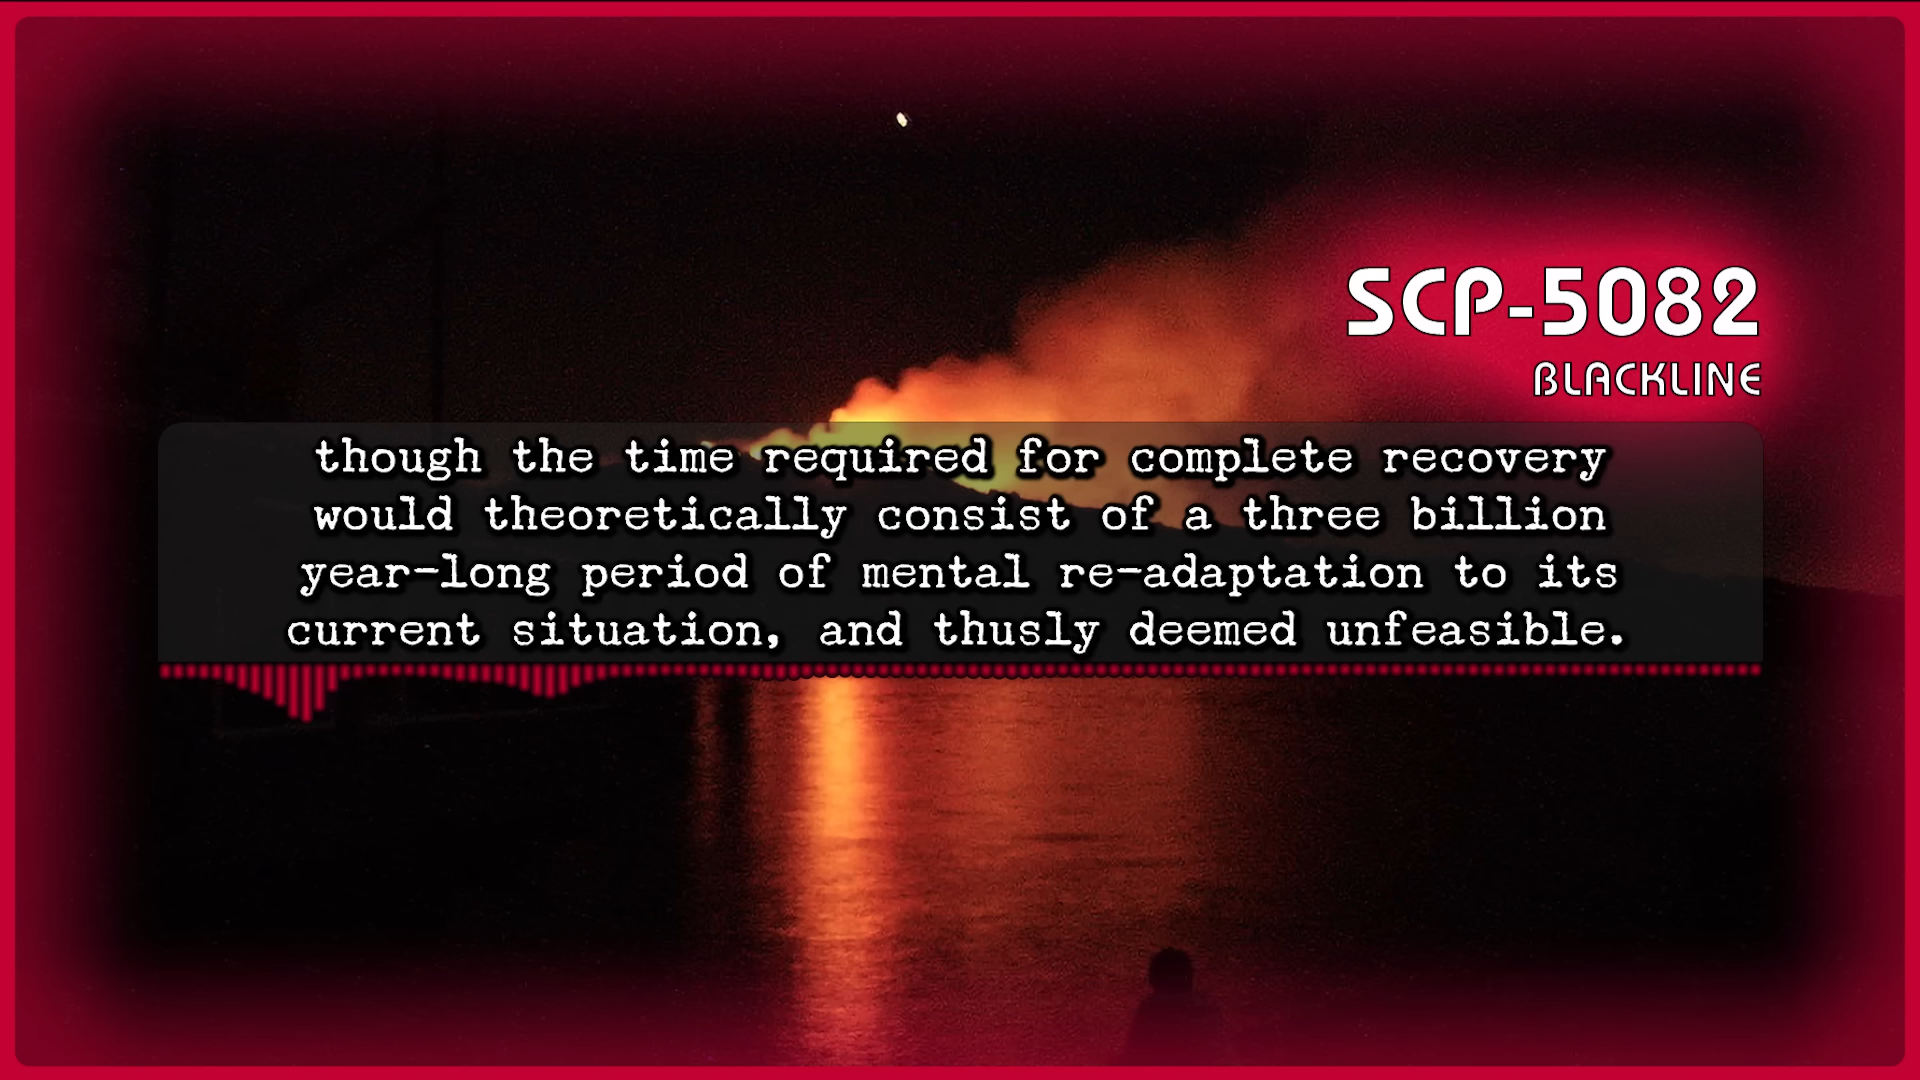 SCP-5082
BLACKLINE
though the time required for complete recovery
would theoretically consist of a three billion
year-long period of mental re-adaptation to its
current situation, and thusly deemed unfeasible.